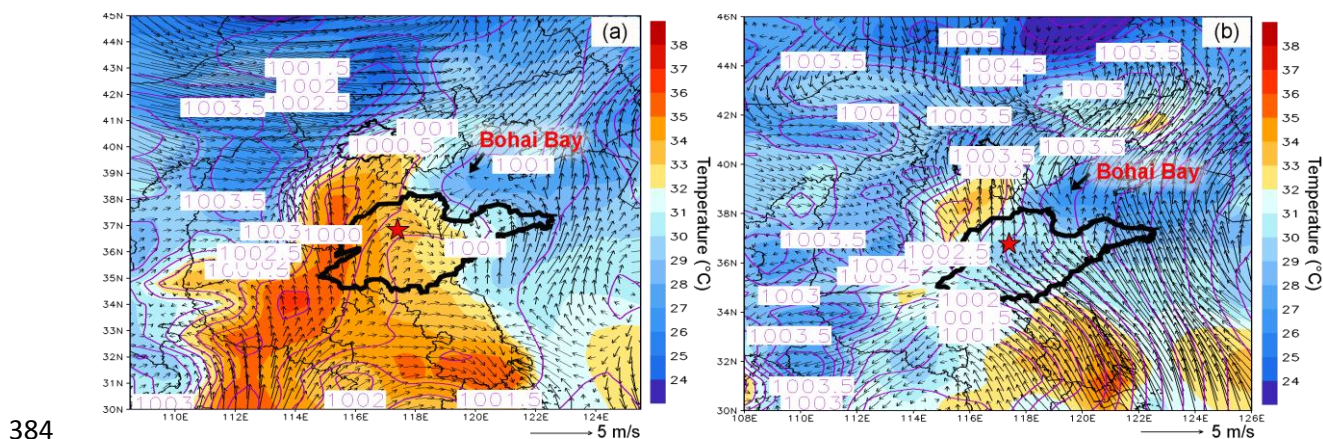 (a)
45N
44N
43N
42N
41N
40N
39N
38N
37N
36N
35N
34N
33N
32N
31N
30N
1001.5
1002
1002.5
1003.5
1001
1000.5
Bohai Bay
1003.5
1003
1001
1002.5
1003
1002
1001.5
110E
112E
114E
116E
118E
120E
122E
124E
5 m/s
38
37
36
35
34
33
32
31
30
29
28
27
26
25
24
Temperature (°C)
(b)
46N
44N
42N
40N
38N
36N
34N
32N
30N
1005
1003.5
1004.5
1004
1003
1004
1003.5
1003.5
1003.5
1003
Bohai Bay
1003.5
1002.5
1004
1003
1002
1001.5
1003.5
1003.5
1003
108E
110E
112E
114E
116E
118E
120E
122E
124E
126E
5 m/s
38
37
36
35
34
33
32
31
30
29
28
27
26
25
24
Temperature (°C)
384